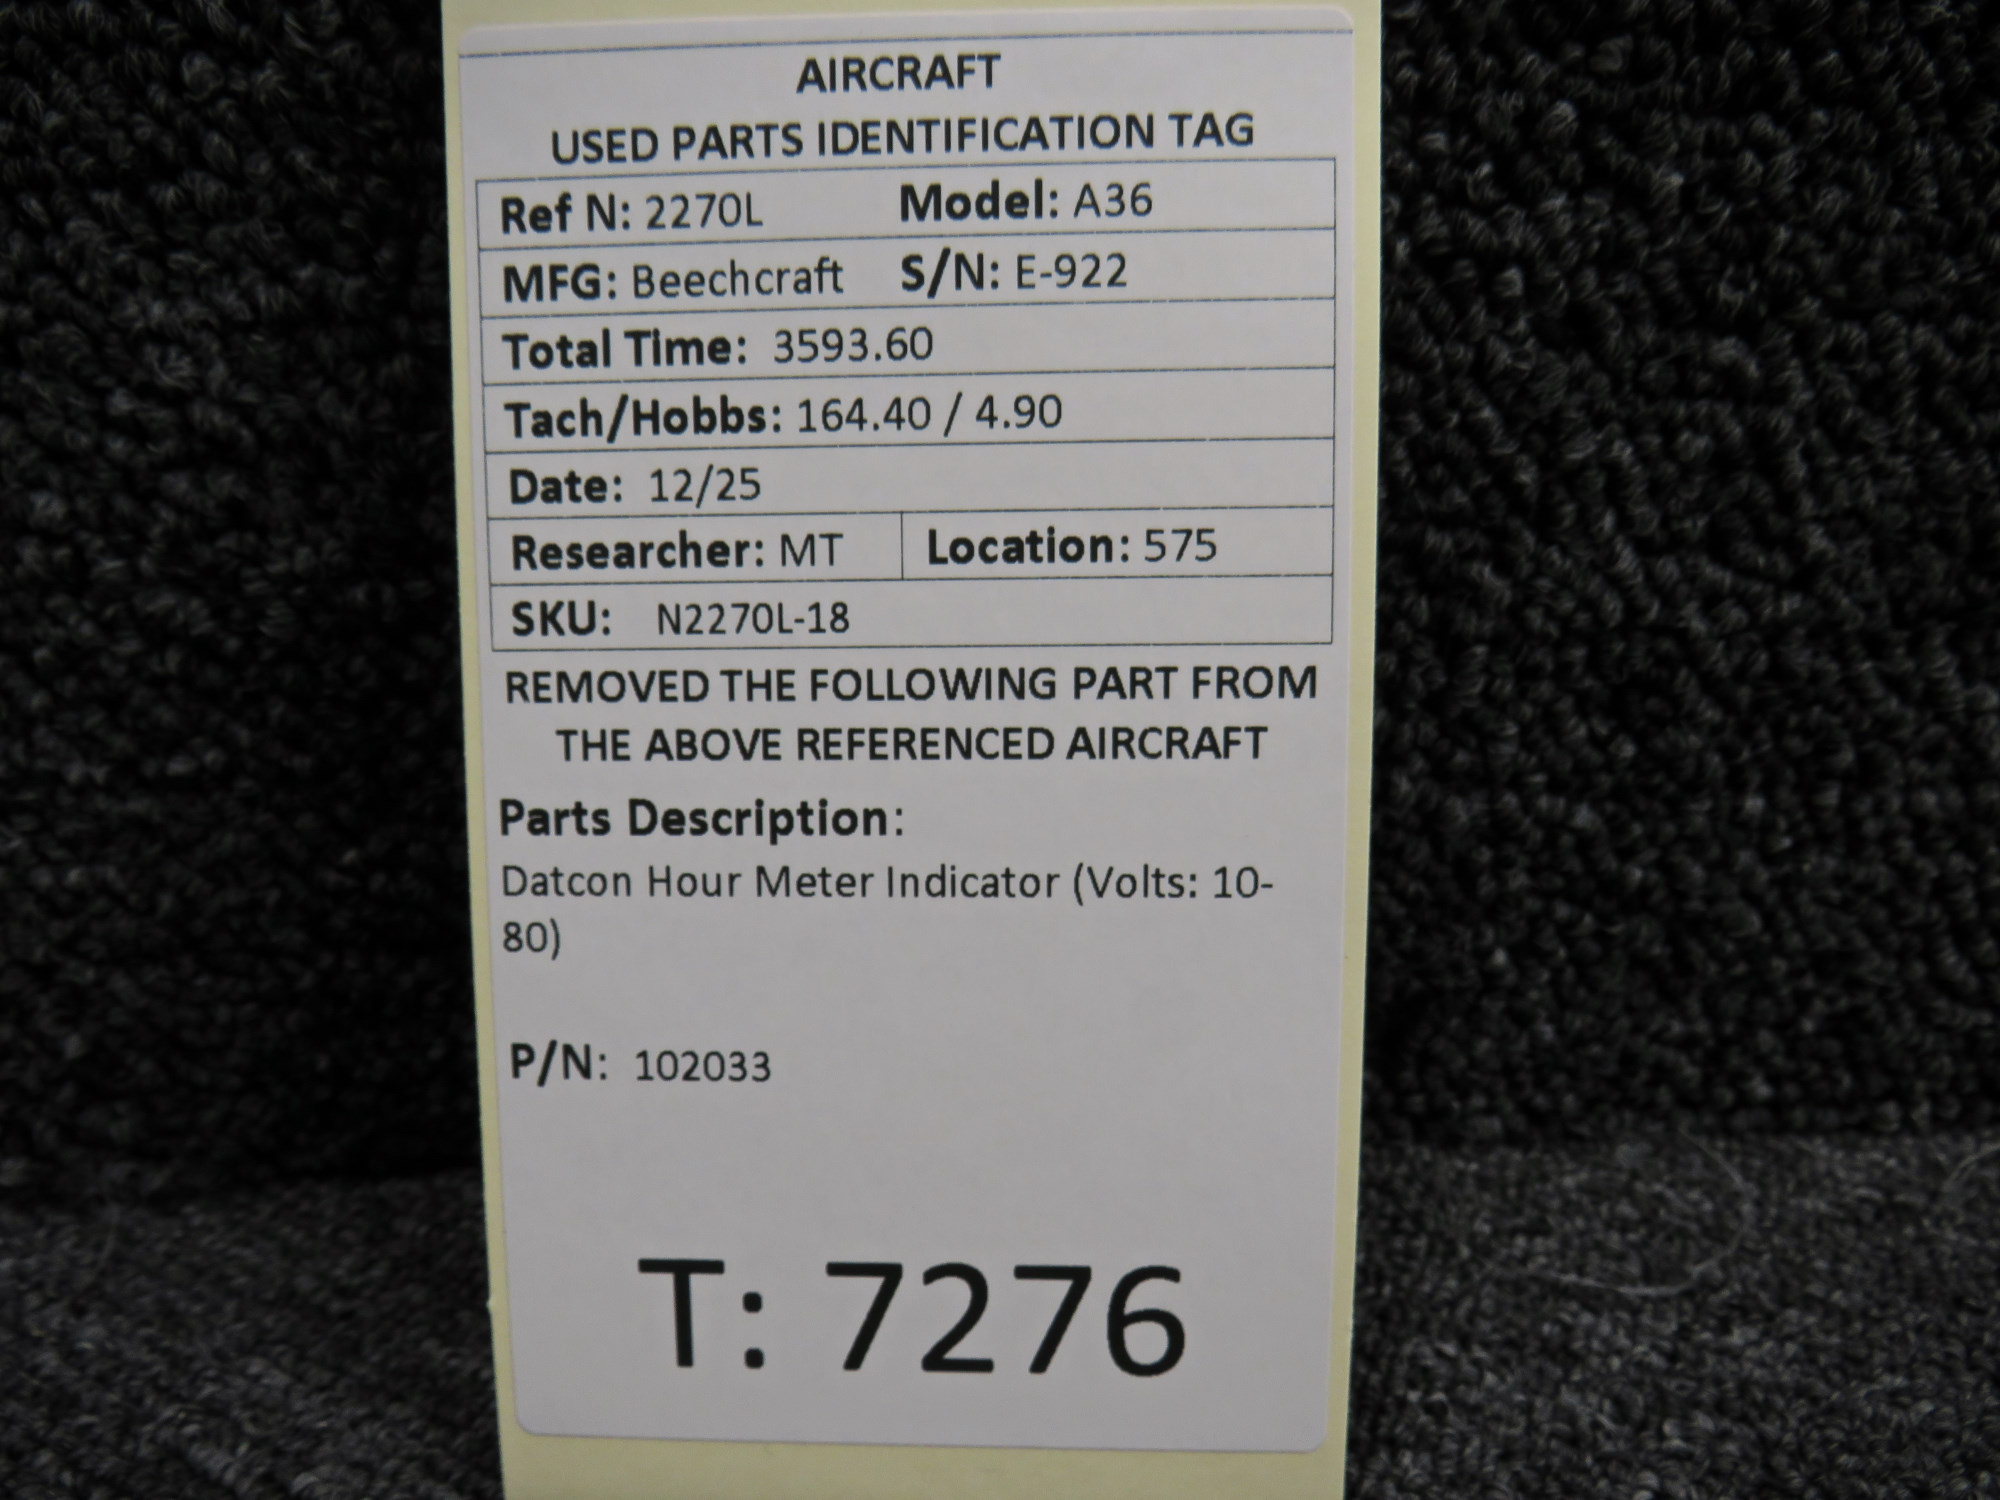 AIRCRAFT
USED PARTS IDENTIFICATION TAG
Ref N: 2270L Model: A36
MFG: Beechcraft S/N: E-922
Total Time: 3593.60
Tach/Hobbs: 164.40 / 4.90
Date: 12/25
Researcher: MT Location: 575
SKU: N2270L-18
REMOVED THE FOLLOWING PART FROM
THE ABOVE REFERENCED AIRCRAFT
Parts Description:
Datcon Hour Meter Indicator (Volts: 10-
80)
P/N: 102033
T: 7276